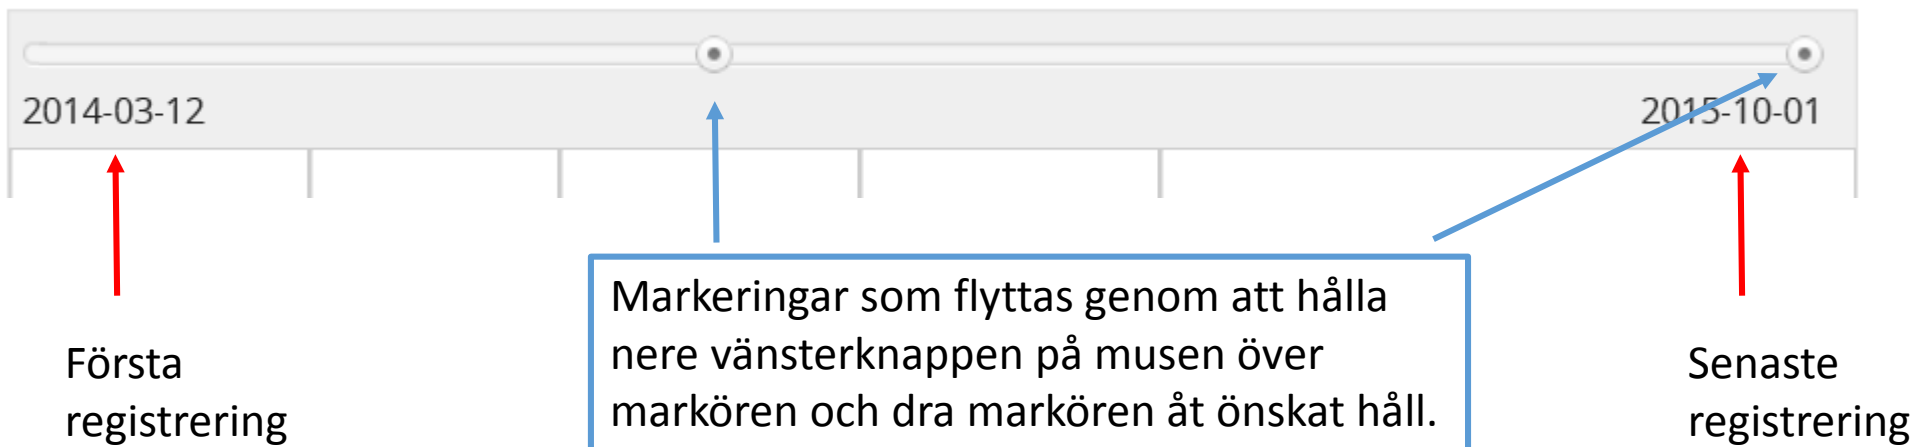 2014-03-12
2015-10-01
Första
registrering
Markeringar som flyttas genom att hålla
nere vänsterknappen på musen över
markören och dra markören åt önskat håll.
Senaste
registrering